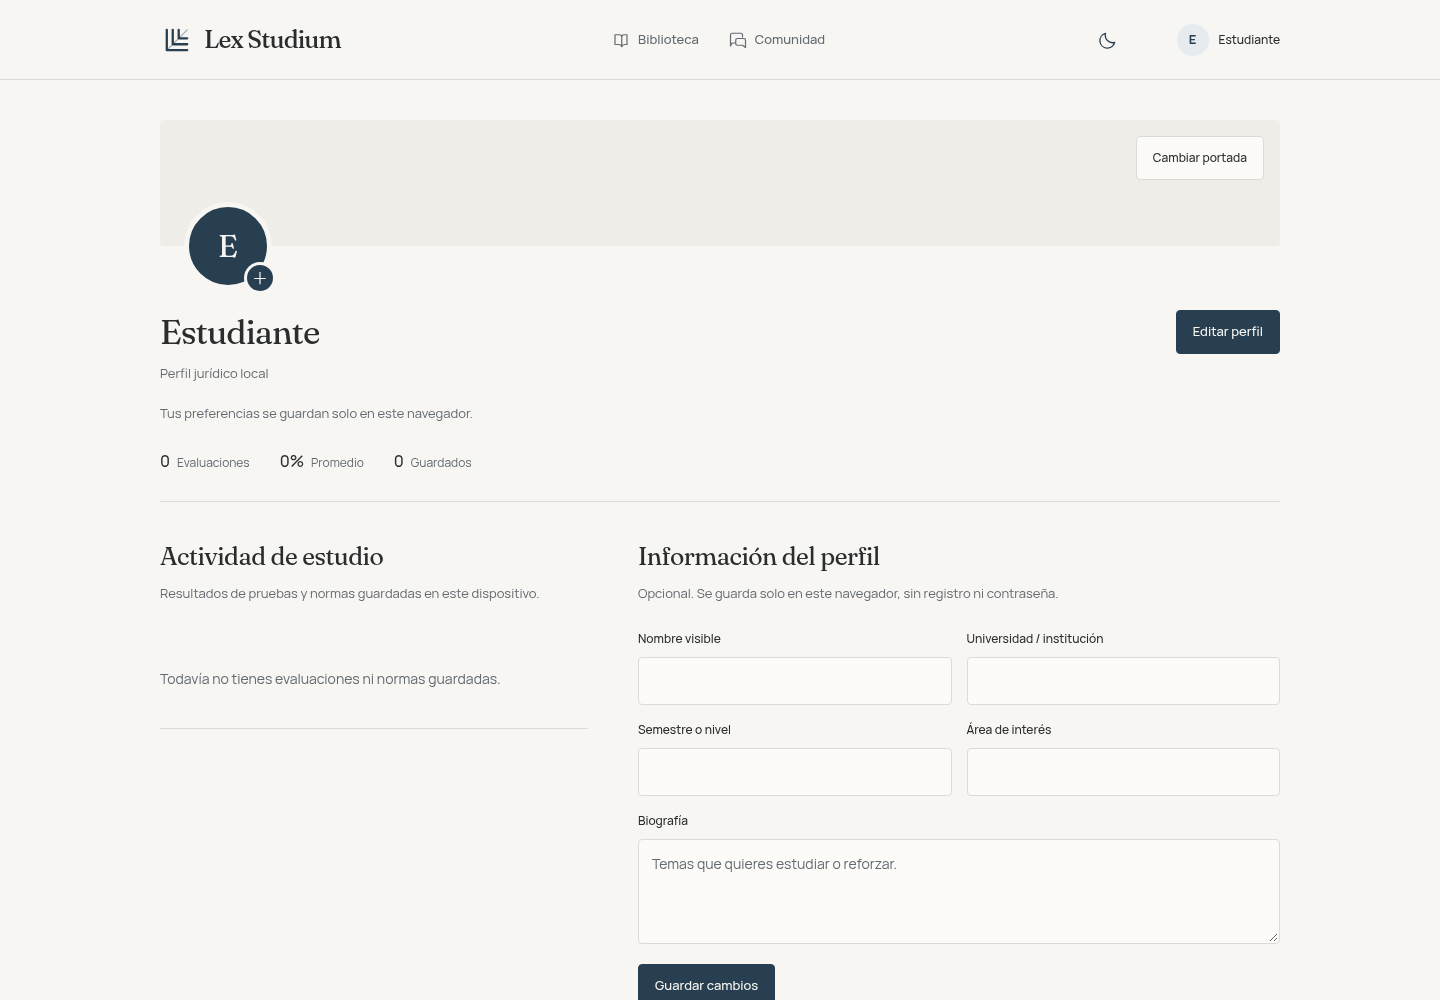 Lex Studium
Biblioteca
Comunidad
E
Estudiante
Cambiar portada
E
Estudiante
Editar perfil
Perfil jurídico local
Tus preferencias se guardan solo en este navegador.
0 Evaluaciones 0% Promedio 0 Guardados
Actividad de estudio
Resultados de pruebas y normas guardadas en este dispositivo.
Todavía no tienes evaluaciones ni normas guardadas.
Información del perfil
Opcional. Se guarda solo en este navegador, sin registro ni contraseña.
Nombre visible
Universidad / institución
Semestre o nivel
Área de interés
Biografía
Temas que quieres estudiar o reforzar.
Guardar cambios